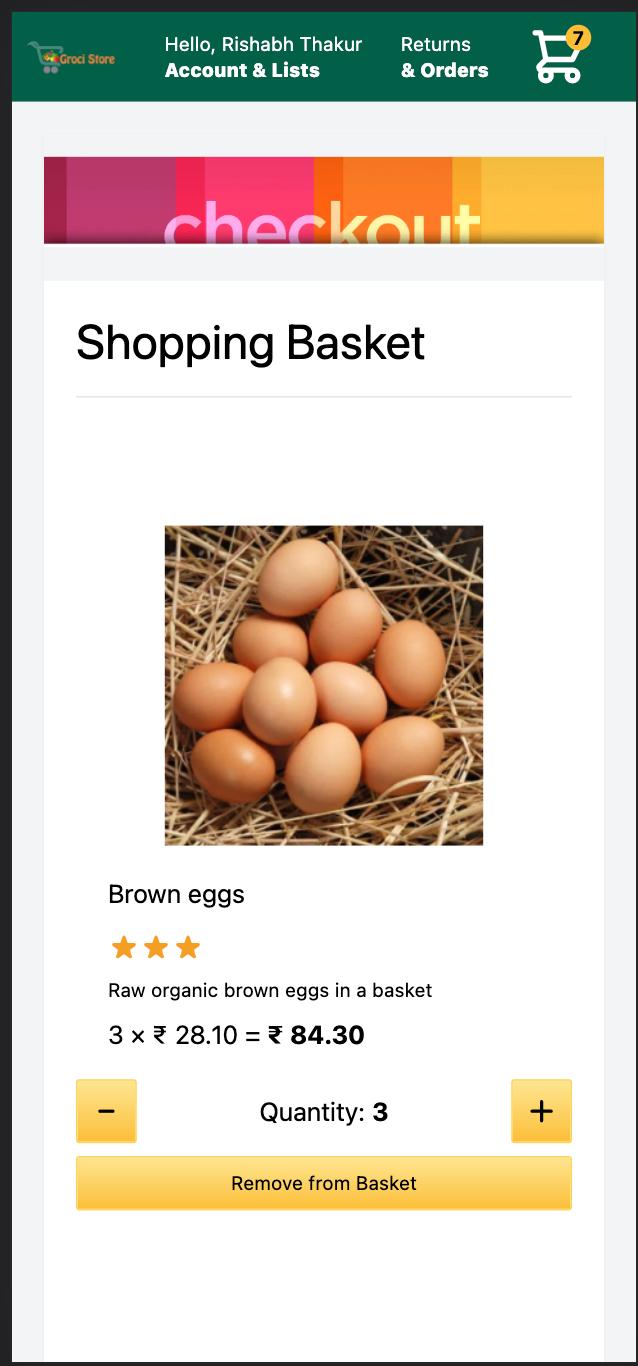 Groci Store
Hello, Rishabh Thakur
Account & Lists
Returns
& Orders
7
checkout
Shopping Basket
Brown eggs
Raw organic brown eggs in a basket
3 × ₹ 28.10 = ₹ 84.30
−
Quantity: 3
+
Remove from Basket